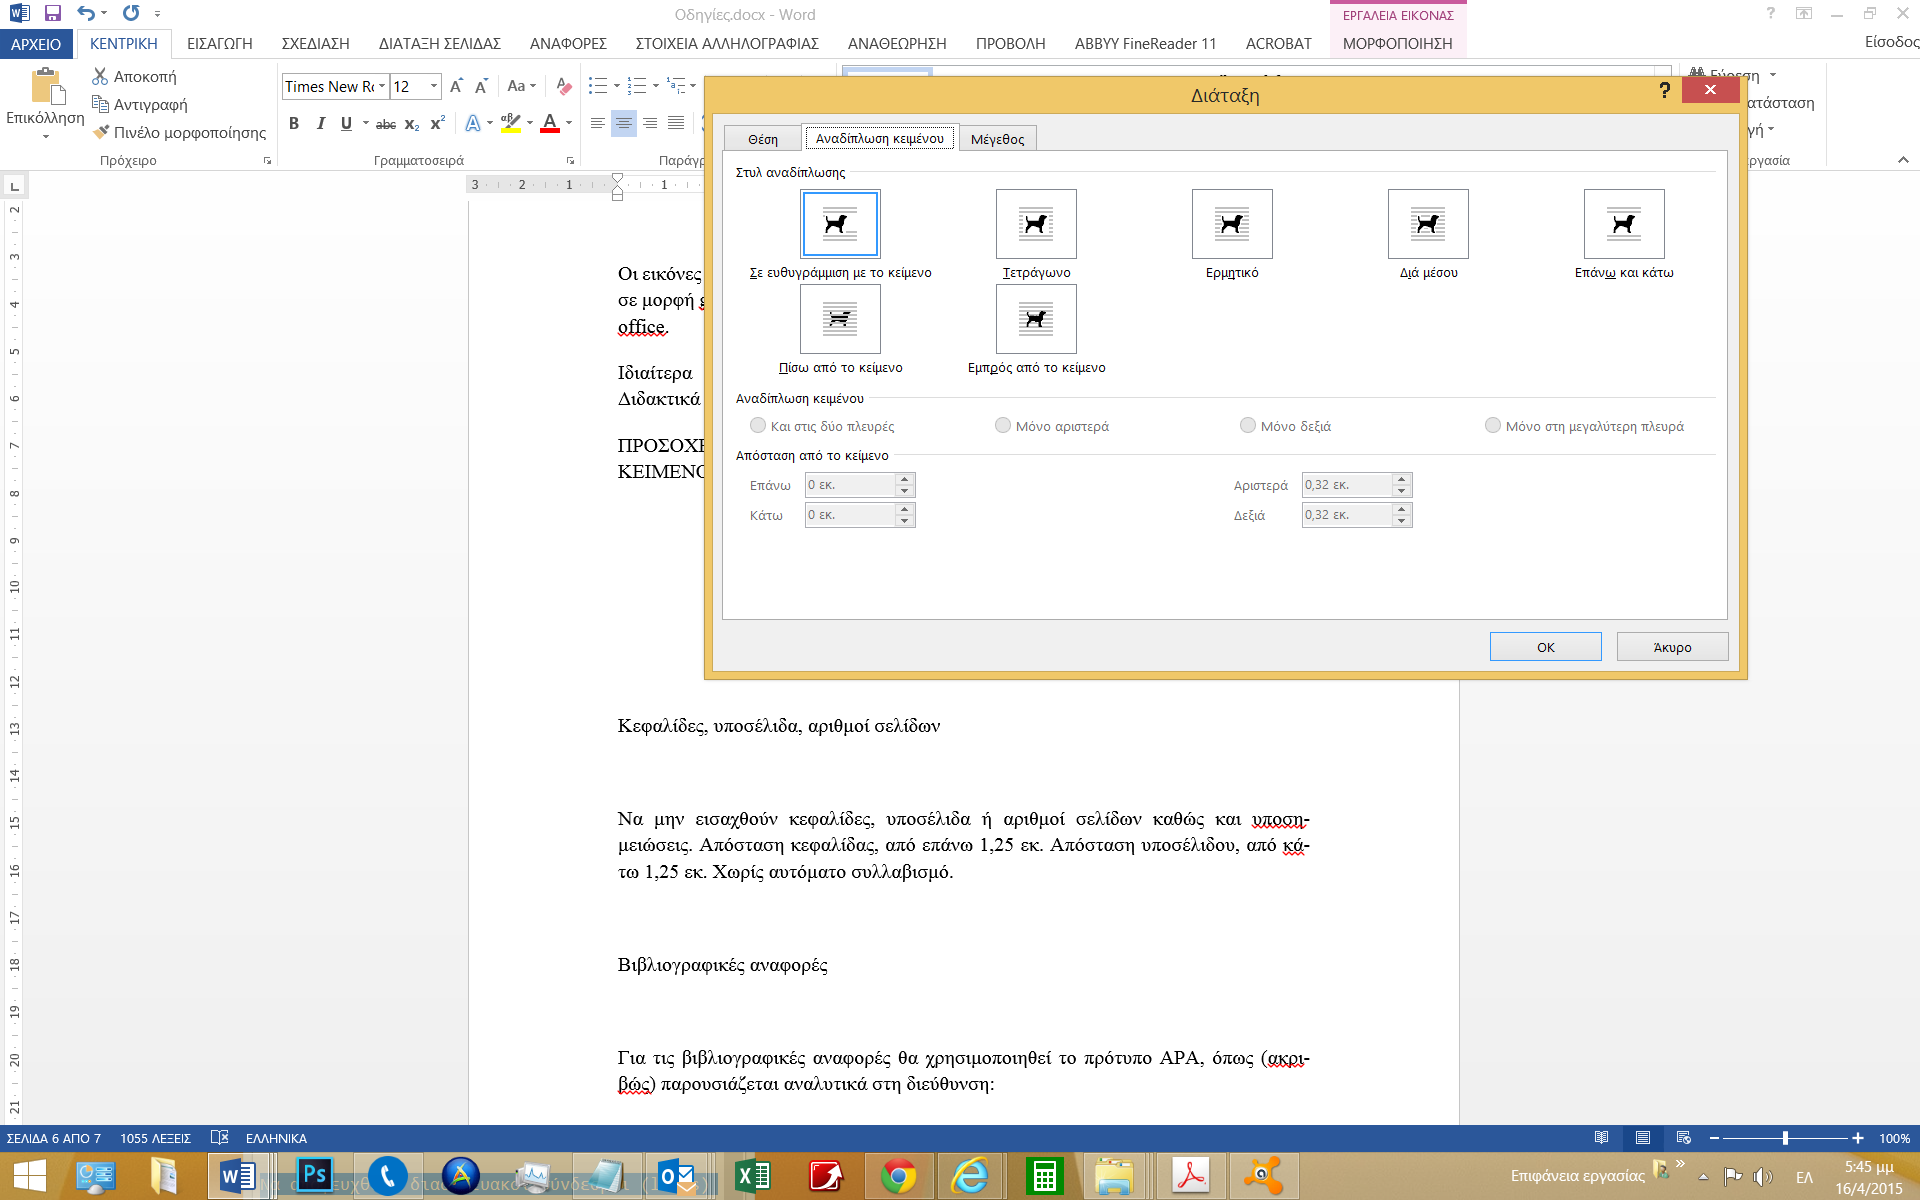 Οδηγίες.docx - Word
ΕΡΓΑΛΕΙΑ ΕΙΚΟΝΑΣ
ΑΡΧΕΙΟ ΚΕΝΤΡΙΚΗ ΕΙΣΑΓΩΓΗ ΣΧΕΔΙΑΣΗ ΔΙΑΤΑΞΗ ΣΕΛΙΔΑΣ ΑΝΑΦΟΡΕΣ ΣΤΟΙΧΕΙΑ ΑΛΛΗΛΟΓΡΑΦΙΑΣ ΑΝΑΘΕΩΡΗΣΗ ΠΡΟΒΟΛΗ ABBYY FineReader 11 ACROBAT ΜΟΡΦΟΠΟΙΗΣΗ Είσοδος
Επικόλληση
Αποκοπή
Αντιγραφή
Πινέλο μορφοποίησης
Πρόχειρο
Times New Rc 12
Γραμματοσειρά
Διάταξη
Θέση Αναδίπλωση κειμένου Μέγεθος
Στυλ αναδίπλωσης
Σε ευθυγράμμιση με το κείμενο Τετράγωνο Ερμητικό Διά μέσου Επάνω και κάτω
Πίσω από το κείμενο Εμπρός από το κείμενο
Αναδίπλωση κειμένου
Και στις δύο πλευρές Μόνο αριστερά Μόνο δεξιά Μόνο στη μεγαλύτερη πλευρά
Απόσταση από το κείμενο
Επάνω 0 εκ. Αριστερά 0,32 εκ.
Κάτω 0 εκ. Δεξιά 0,32 εκ.
OK Άκυρο
Οι εικόνες
σε μορφή
office.
Ιδιαίτερα
Διδακτικά
ΠΡΟΣΟΧΗ
ΚΕΙΜΕΝΟ
Κεφαλίδες, υποσέλιδα, αριθμοί σελίδων
Να μην εισαχθούν κεφαλίδες, υποσέλιδα ή αριθμοί σελίδων καθώς και υποση-
μειώσεις. Απόσταση κεφαλίδας, από επάνω 1,25 εκ. Απόσταση υποσέλιδου, από κά-
τω 1,25 εκ. Χωρίς αυτόματο συλλαβισμό.
Βιβλιογραφικές αναφορές
Για τις βιβλιογραφικές αναφορές θα χρησιμοποιηθεί το πρότυπο APA, όπως (ακρι-
βώς) παρουσιάζεται αναλυτικά στη διεύθυνση:
ΣΕΛΙΔΑ 6 ΑΠΟ 7 1055 ΛΕΞΕΙΣ ΕΛΛΗΝΙΚΑ 100%
Επιφάνεια εργασίας ΕΛ 5:45 μμ
16/4/2015